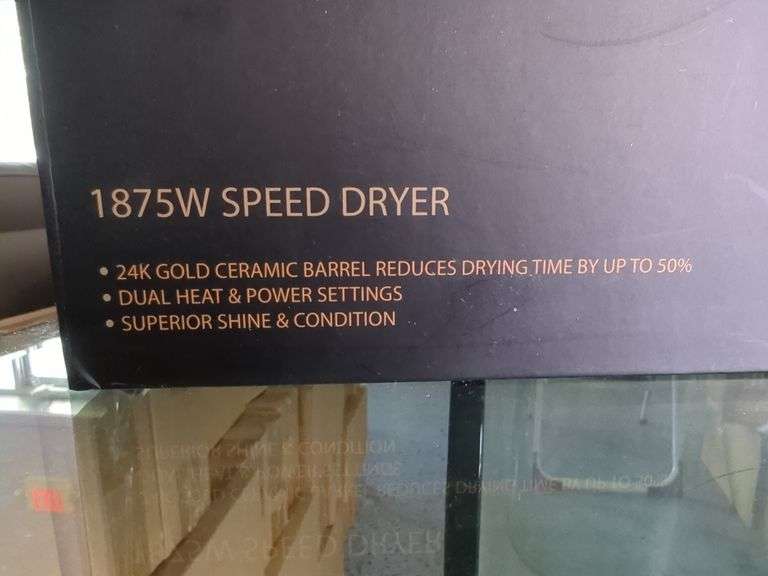 1875W SPEED DRYER
• 24K GOLD CERAMIC BARREL REDUCES DRYING TIME BY UP TO 50%
• DUAL HEAT & POWER SETTINGS
• SUPERIOR SHINE & CONDITION